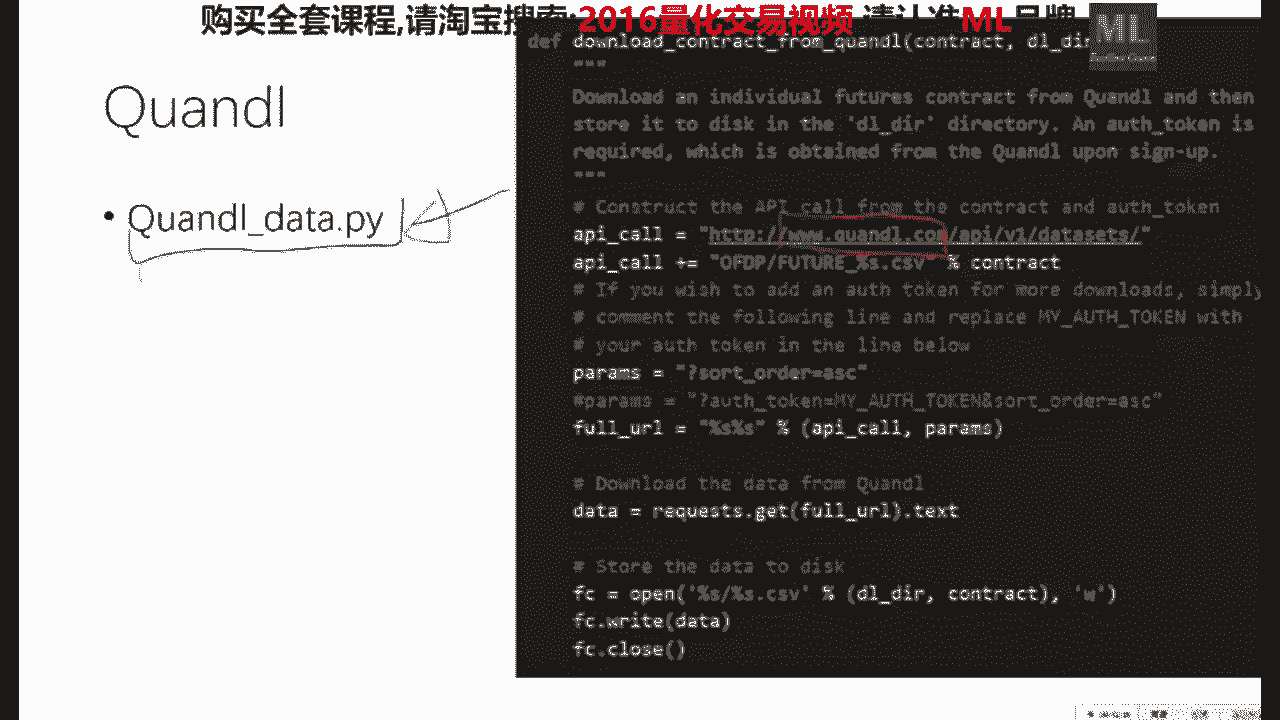 购买全套课程,请淘宝搜索:2016量化交易视频 请认准ML品牌
ML
Quandl
• Quandl_data.py
def download_contract_from_quandl(contract, dl_dir
"""
Download an individual futures contract from Quandl and then
store it to disk in the 'dl_dir' directory. An auth_token is
required, which is obtained from the Quandl upon sign-up.
"""
# Construct the API call from the contract and auth_token
api_call = "http://www.quandl.com/api/v1/datasets/"
api_call += "OFDP/FUTURE_%s.csv" % contract
# If you wish to add an auth token for more downloads, simply
# comment the following line and replace MY_AUTH_TOKEN with
# your auth token in the line below
params = "?sort_order=asc"
#params = "?auth_token=MY_AUTH_TOKEN&sort_order=asc"
full_url = "%s%s" % (api_call, params)
# Download the data from Quandl
data = requests.get(full_url).text
# Store the data to disk
fc = open('%s/%s.csv' % (dl_dir, contract), 'w')
fc.write(data)
fc.close()